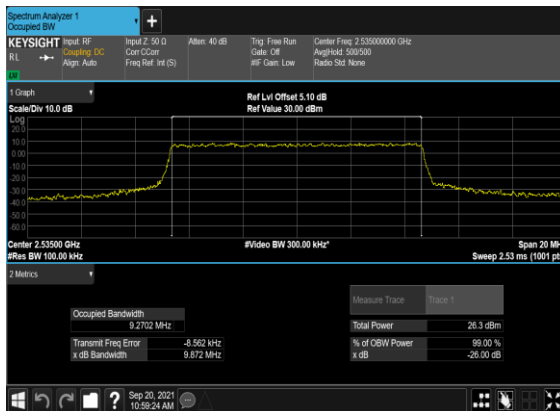 Spectrum Analyzer 1
Occupied BW
KEYSIGHT Input: RF Input Z: 50 Ω Atten: 40 dB Trig: Free Run Center Freq: 2.535000000 GHz
RL Coupling: DC Corr CCorr Gate: Off Avg|Hold: 500/500
Align: Auto Freq Ref: Int (S) #IF Gain: Low Radio Std: None
1 Graph
Ref Lvl Offset 5.10 dB
Scale/Div 10.0 dB Ref Value 30.00 dBm
Log
20.0
10.0
0.00
-10.0
-20.0
-30.0
-40.0
-50.0
-60.0
Center 2.53500 GHz #Video BW 300.00 kHz* Span 20 MH
#Res BW 100.00 kHz Sweep 2.53 ms (1001 pt
2 Metrics
Measure Trace Trace 1
Occupied Bandwidth
9.2702 MHz Total Power 26.3 dBm
Transmit Freq Error -8.562 kHz % of OBW Power 99.00 %
x dB Bandwidth 9.872 MHz x dB -26.00 dB
Sep 20, 2021
10:59:24 AM